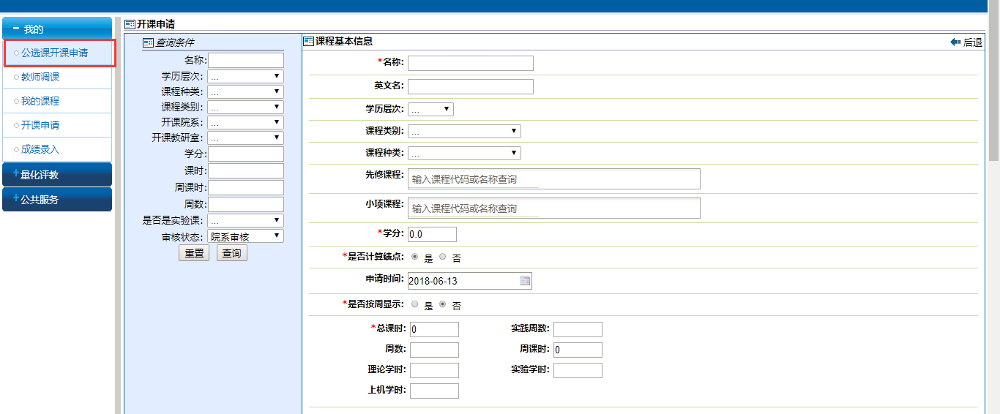 我的
公选课开课申请
教师调课
我的课程
开课申请
成绩录入
量化评教
公共服务
开课申请
查询条件
名称:
学历层次: ...
课程种类: ...
课程类别: ...
开课院系: ...
开课教研室: ...
学分:
课时:
周课时:
周数:
是否是实验课: ...
审核状态: 院系审核
重置 查询
课程基本信息 后退
*名称:
英文名:
学历层次: ...
课程类别: ...
课程种类: ...
先修课程: 输入课程代码或名称查询
小项课程: 输入课程代码或名称查询
*学分: 0.0
*是否计算绩点: 是 否
申请时间: 2018-06-13
*是否按周显示: 是 否
*总课时: 0 实践周数:
周数: 周课时: 0
理论学时: 实验学时:
上机学时: